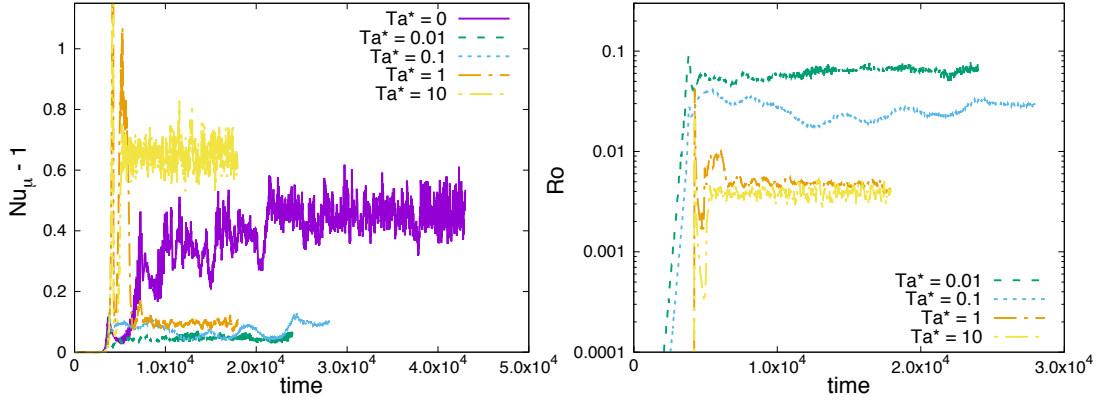 Nu_μ - 1
1
0.8
0.6
0.4
0.2
0
1.0x10^4
2.0x10^4
3.0x10^4
4.0x10^4
5.0x10^4
time
Ta* = 0
Ta* = 0.01
Ta* = 0.1
Ta* = 1
Ta* = 10
Ro
0.1
0.01
0.001
0.0001
1.0x10^4
2.0x10^4
3.0x10^4
time
Ta* = 0.01
Ta* = 0.1
Ta* = 1
Ta* = 10